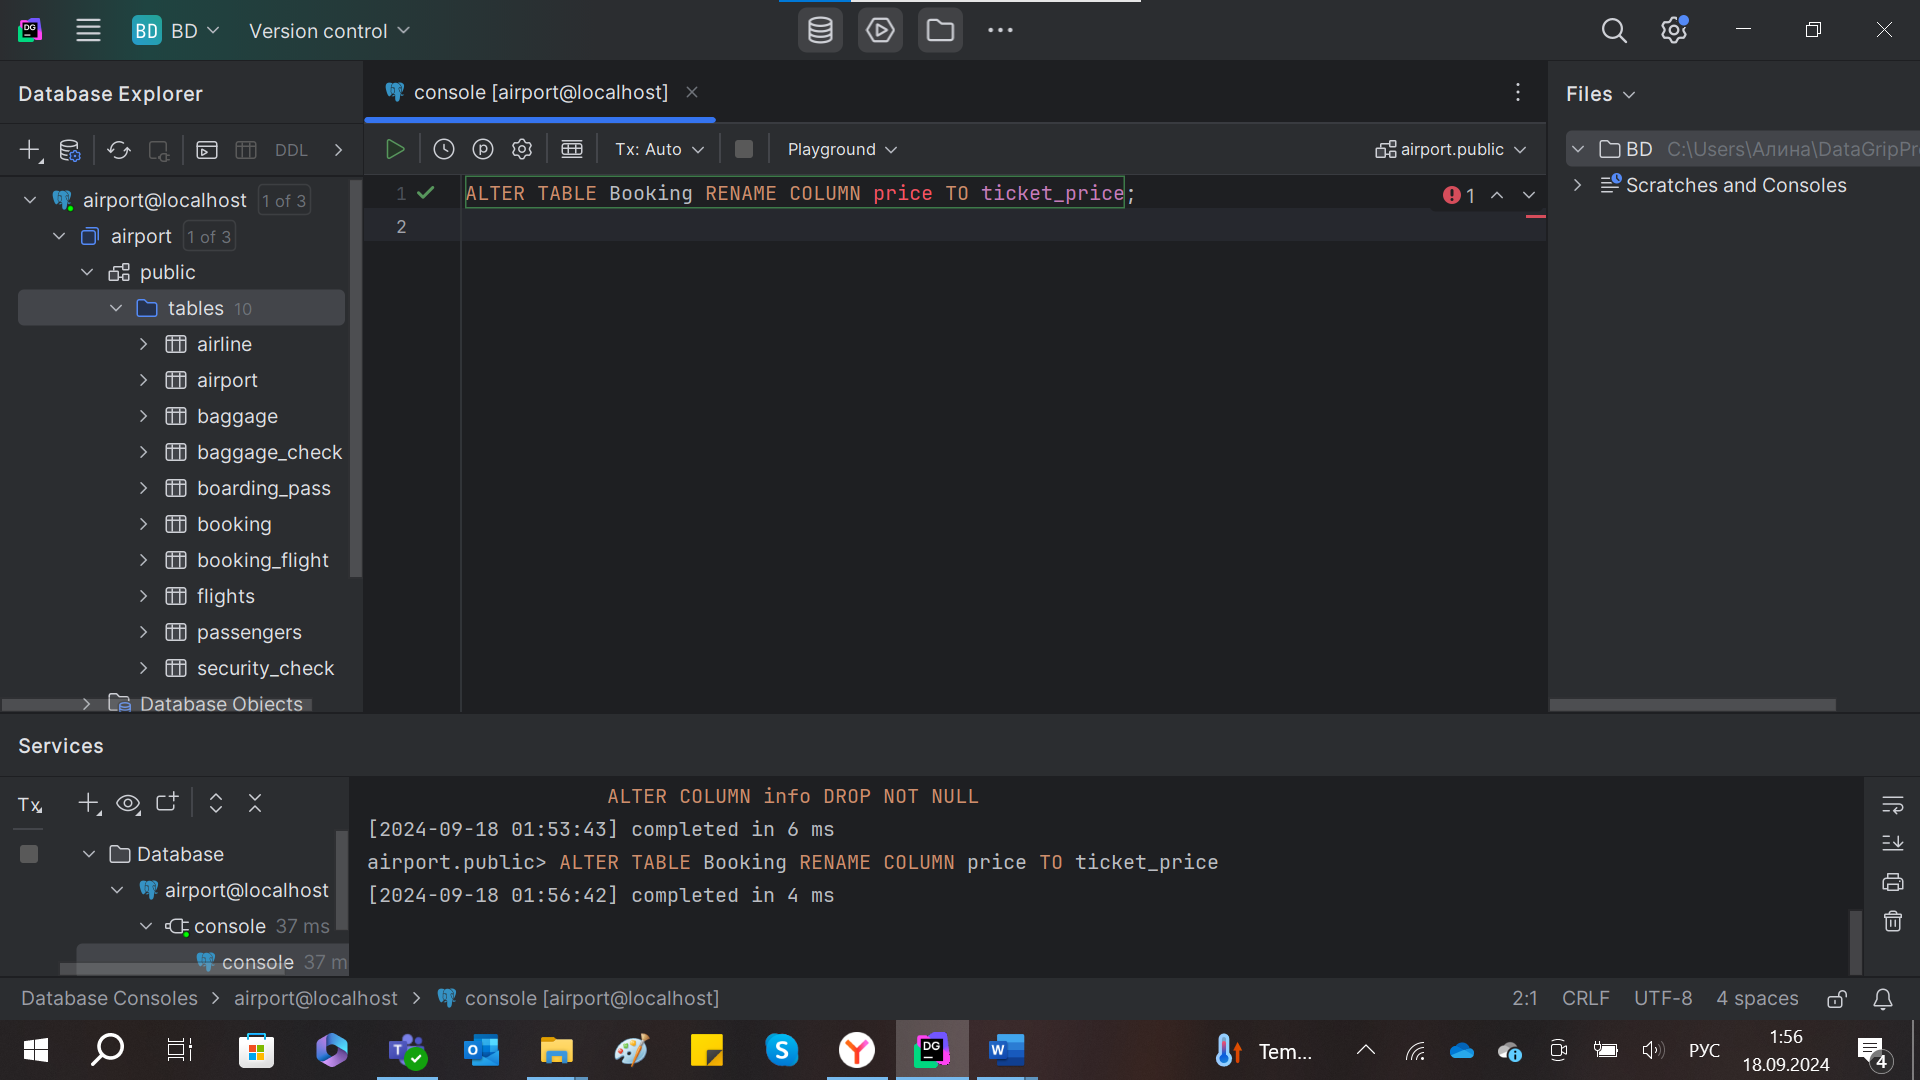 DG
BD BD Version control
Database Explorer
console [airport@localhost]
Files
DDL
Tx: Auto
Playground
airport.public
BD C:\Users\Алина\DataGripPr
Scratches and Consoles
airport@localhost 1 of 3
airport 1 of 3
public
tables 10
airline
airport
baggage
baggage_check
boarding_pass
booking
booking_flight
flights
passengers
security_check
Database Objects
1 ALTER TABLE Booking RENAME COLUMN price TO ticket_price;
2
1
Services
Tx
Database
airport@localhost
console 37 ms
console 37 m
ALTER COLUMN info DROP NOT NULL
[2024-09-18 01:53:43] completed in 6 ms
airport.public> ALTER TABLE Booking RENAME COLUMN price TO ticket_price
[2024-09-18 01:56:42] completed in 4 ms
Database Consoles > airport@localhost > console [airport@localhost]
2:1 CRLF UTF-8 4 spaces
DG
Tem...
РУС
1:56
18.09.2024
4